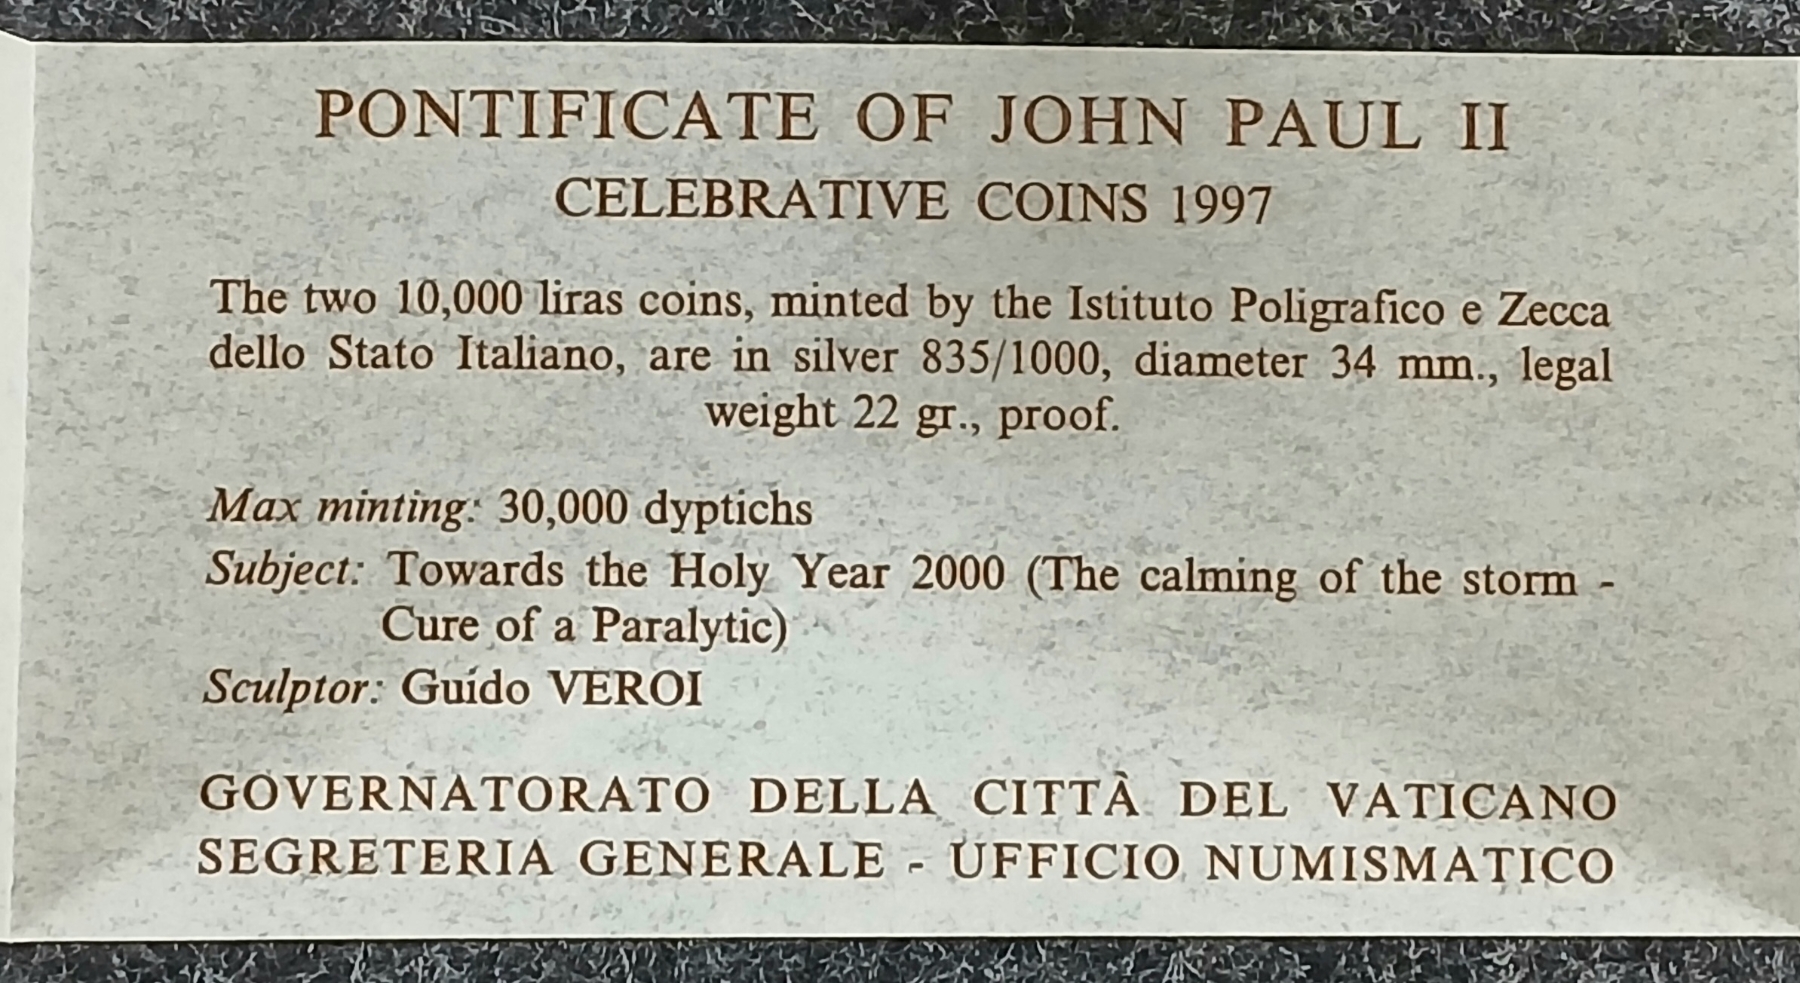 PONTIFICATE OF JOHN PAUL II
CELEBRATIVE COINS 1997
The two 10,000 liras coins, minted by the Istituto Poligrafico e Zecca
dello Stato Italiano, are in silver 835/1000, diameter 34 mm., legal
weight 22 gr., proof.
Max minting: 30,000 dyptichs
Subject: Towards the Holy Year 2000 (The calming of the storm -
Cure of a Paralytic)
Sculptor: Guido VEROI
GOVERNATORATO DELLA CITTÀ DEL VATICANO
SEGRETERIA GENERALE - UFFICIO NUMISMATICO